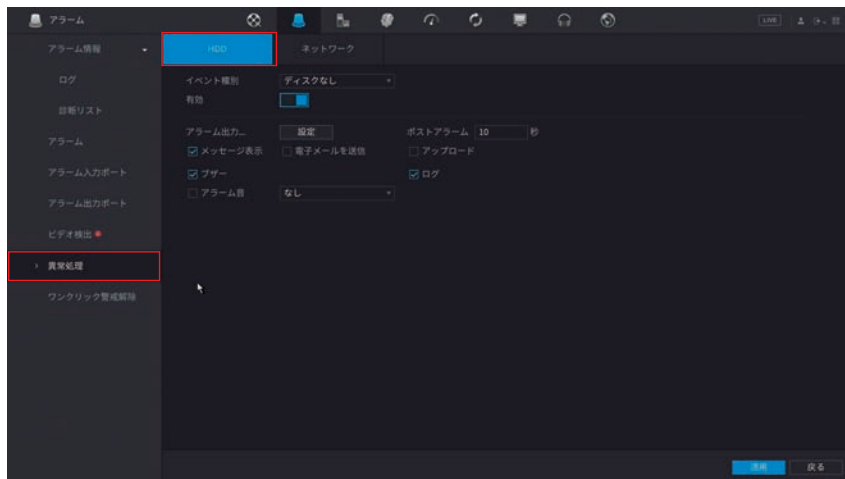 アラーム
LIVE
アラーム情報
HDD
ネットワーク
ログ
イベント種別
ディスクなし
有効
診断リスト
アラーム
アラーム出力...
設定
ポストアラーム
10
秒
メッセージ表示
電子メールを送信
アップロード
アラーム入力ポート
ブザー
ログ
アラーム音
なし
アラーム出力ポート
ビデオ検出
異常処理
ワンクリック警戒解除
適用
戻る